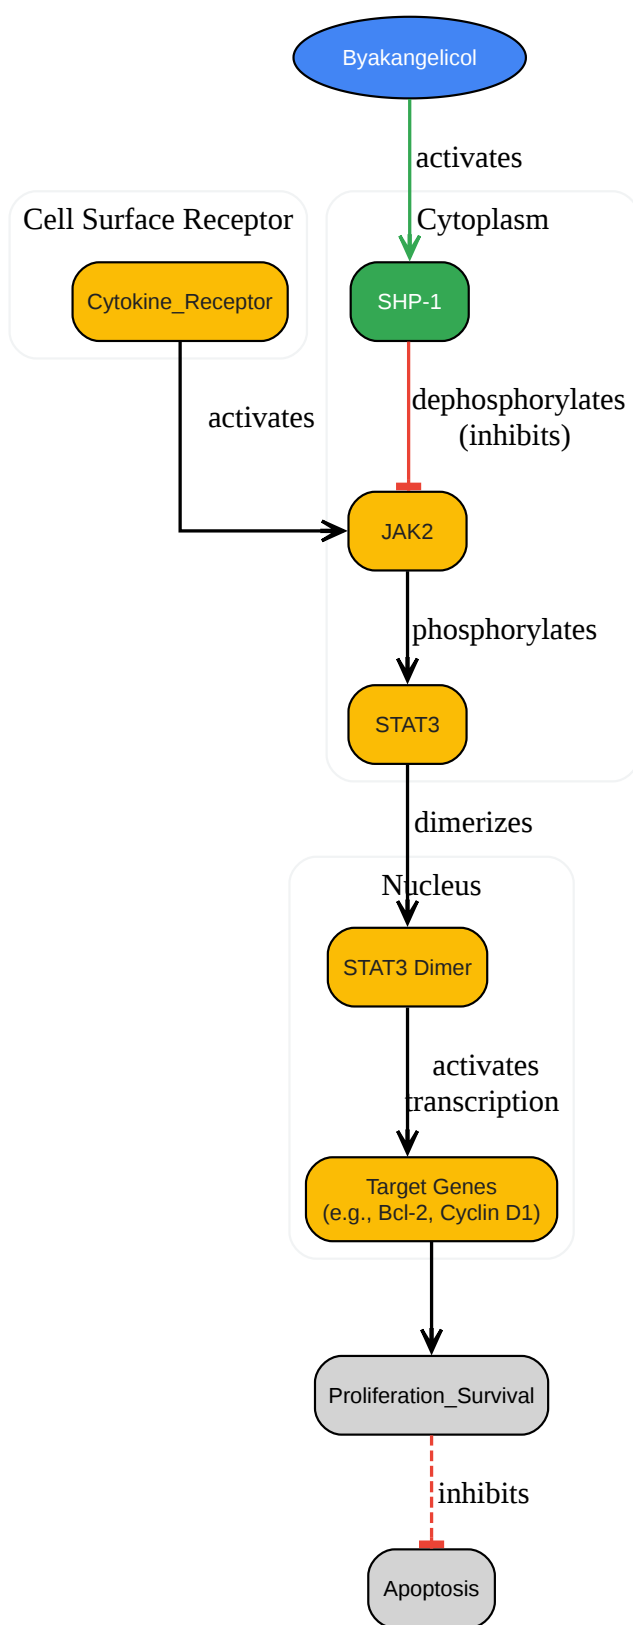 Byakangelicol
activates
Cell Surface Receptor
Cytoplasm
Cytokine_Receptor
SHP-1
activates
dephosphorylates
(inhibits)
JAK2
phosphorylates
STAT3
dimerizes
Nucleus
STAT3 Dimer
activates
transcription
Target Genes
(e.g., Bcl-2, Cyclin D1)
Proliferation_Survival
inhibits
Apoptosis